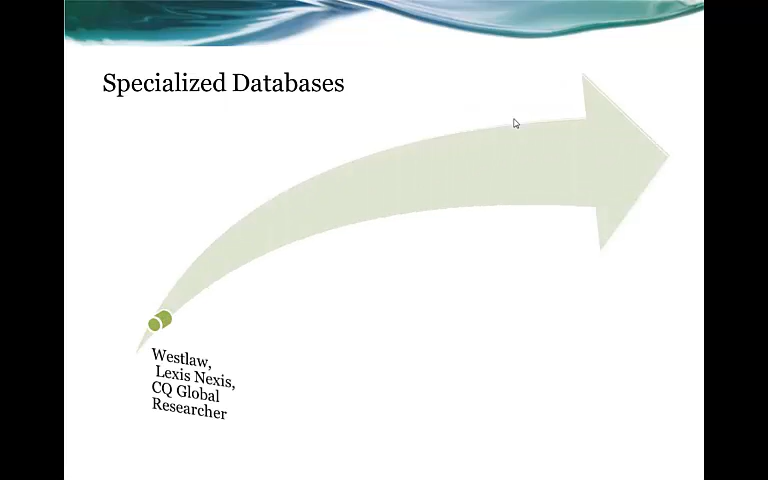 Specialized Databases
Westlaw,
Lexis Nexis,
CQ Global
Researcher